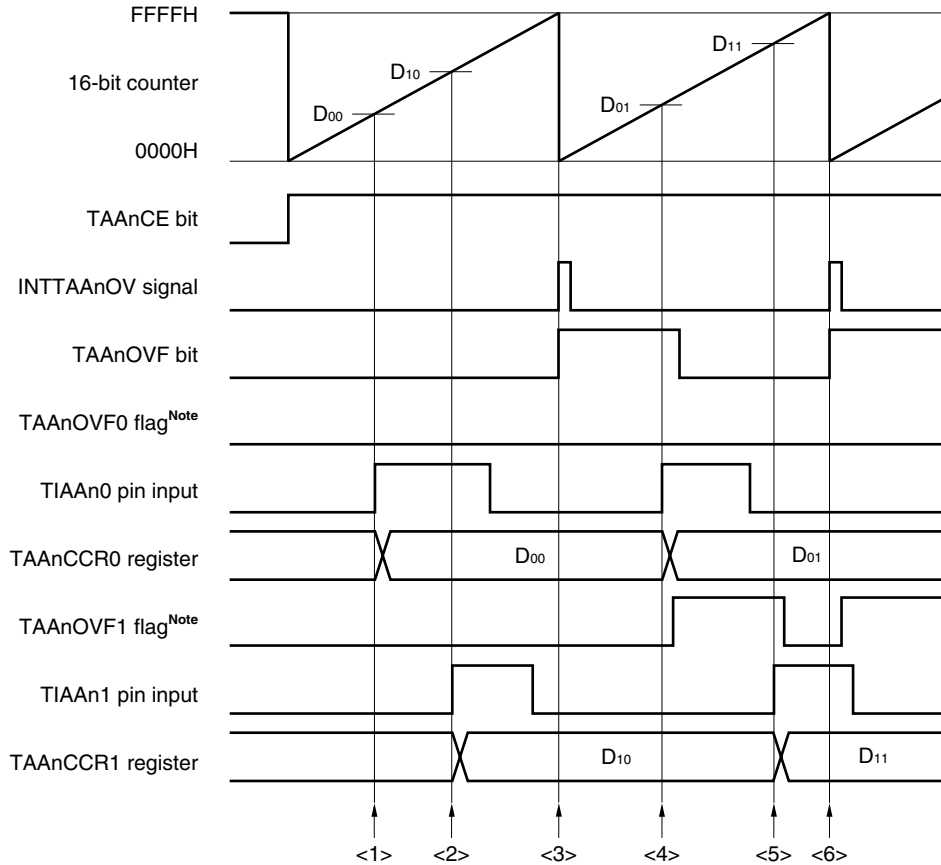 FFFFH
D11
D10
16-bit counter
D00
D01
0000H
TAAnCE bit
INTTAAnOV signal
TAAnOVF bit
TAAnOVF0 flagNote
TIAAn0 pin input
TAAnCCR0 register
D00
D01
TAAnOVF1 flagNote
TIAAn1 pin input
TAAnCCR1 register
D10
D11
<1>
<2>
<3>
<4>
<5>
<6>